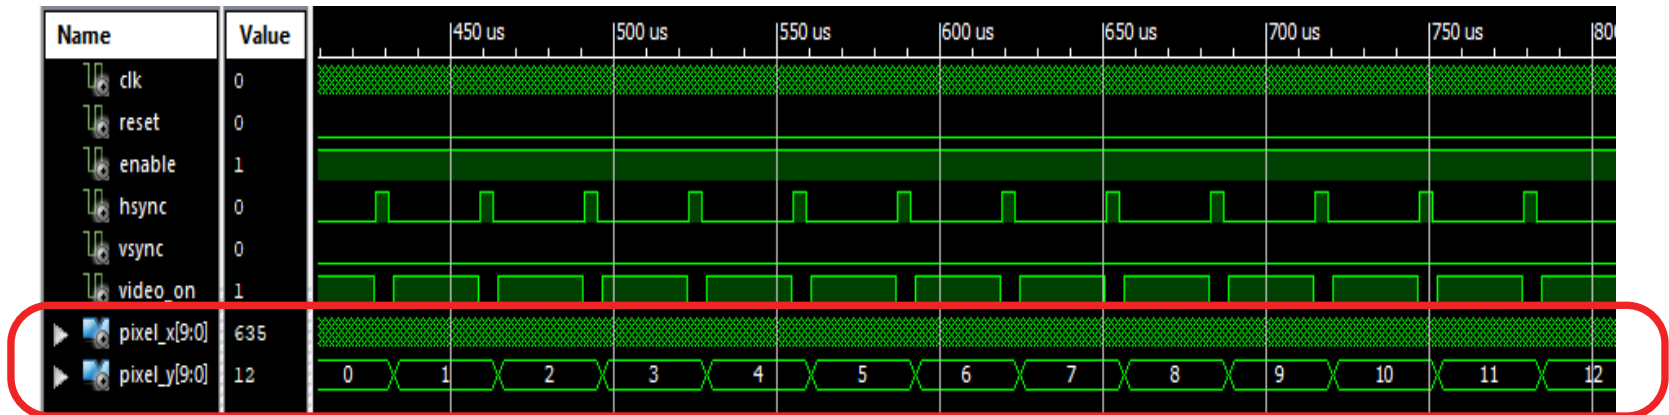 Name Value 450 us 500 us 550 us 600 us 650 us 700 us 750 us 80
clk 0
reset 0
enable 1
hsync 0
vsync 0
video_on 1
pixel_x[9:0] 635
pixel_y[9:0] 12 0 1 2 3 4 5 6 7 8 9 10 11 12